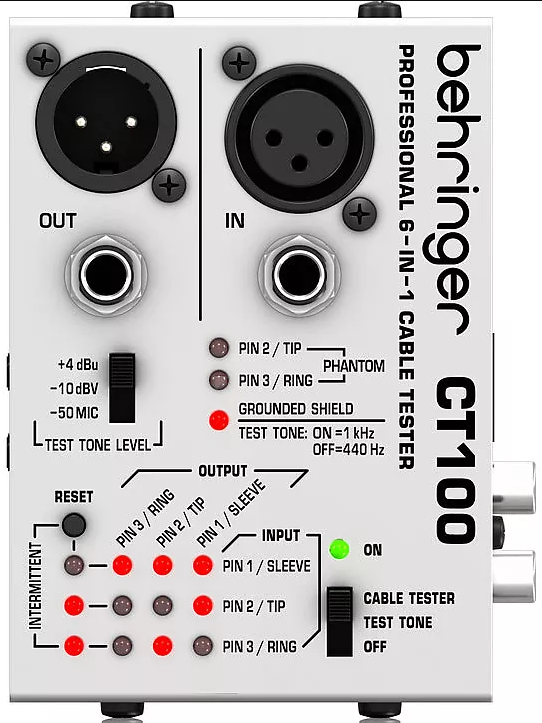 behringer CT100
PROFESSIONAL 6-IN-1 CABLE TESTER
OUT
IN
+4 dBu
-10 dBV
-50 MIC
TEST TONE LEVEL
PIN 2 / TIP
PIN 3 / RING
PHANTOM
GROUNDED SHIELD
TEST TONE: ON =1 kHz
OFF=440 Hz
OUTPUT
RESET
PIN 3 / RING
PIN 2 / TIP
PIN 1 / SLEEVE
INPUT
INTERMITTENT
PIN 1 / SLEEVE
PIN 2 / TIP
PIN 3 / RING
ON
CABLE TESTER
TEST TONE
OFF